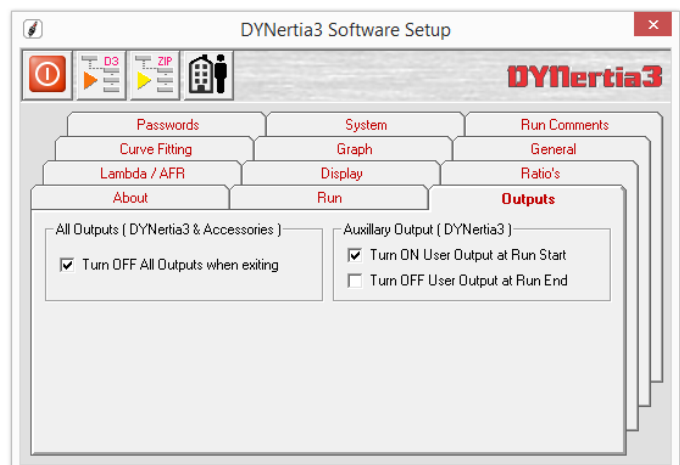 DYNertia3 Software Setup
D3
ZIP
DYNertia3
Passwords
System
Run Comments
Curve Fitting
Graph
General
Lambda / AFR
Display
Ratio's
About
Run
Outputs
All Outputs ( DYNertia3 & Accessories )
Turn OFF All Outputs when exiting
Auxillary Output ( DYNertia3 )
Turn ON User Output at Run Start
Turn OFF User Output at Run End